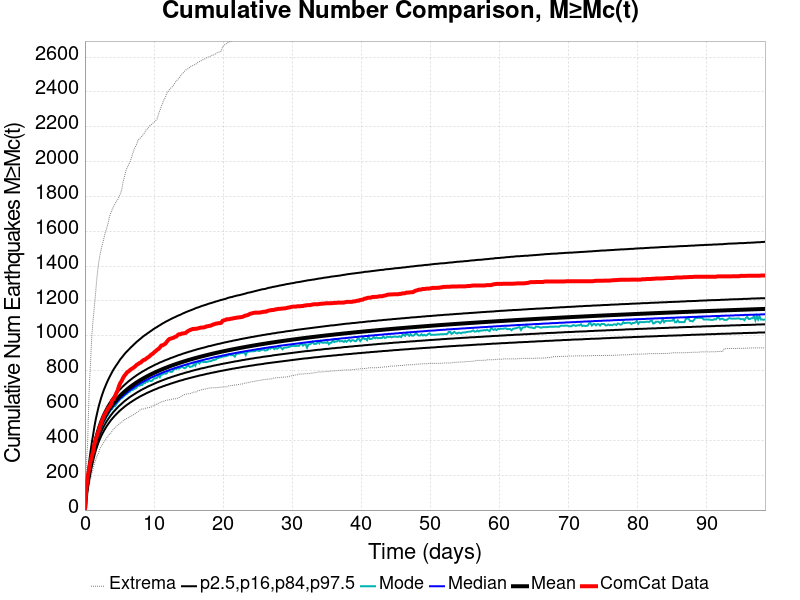 Cumulative Number Comparison, M≥Mc(t)
Cumulative Num Earthquakes M≥Mc(t)
2600
2400
2200
2000
1800
1600
1400
1200
1000
800
600
400
200
0
0 10 20 30 40 50 60 70 80 90
Time (days)
Extrema p2.5,p16,p84,p97.5 Mode Median Mean ComCat Data